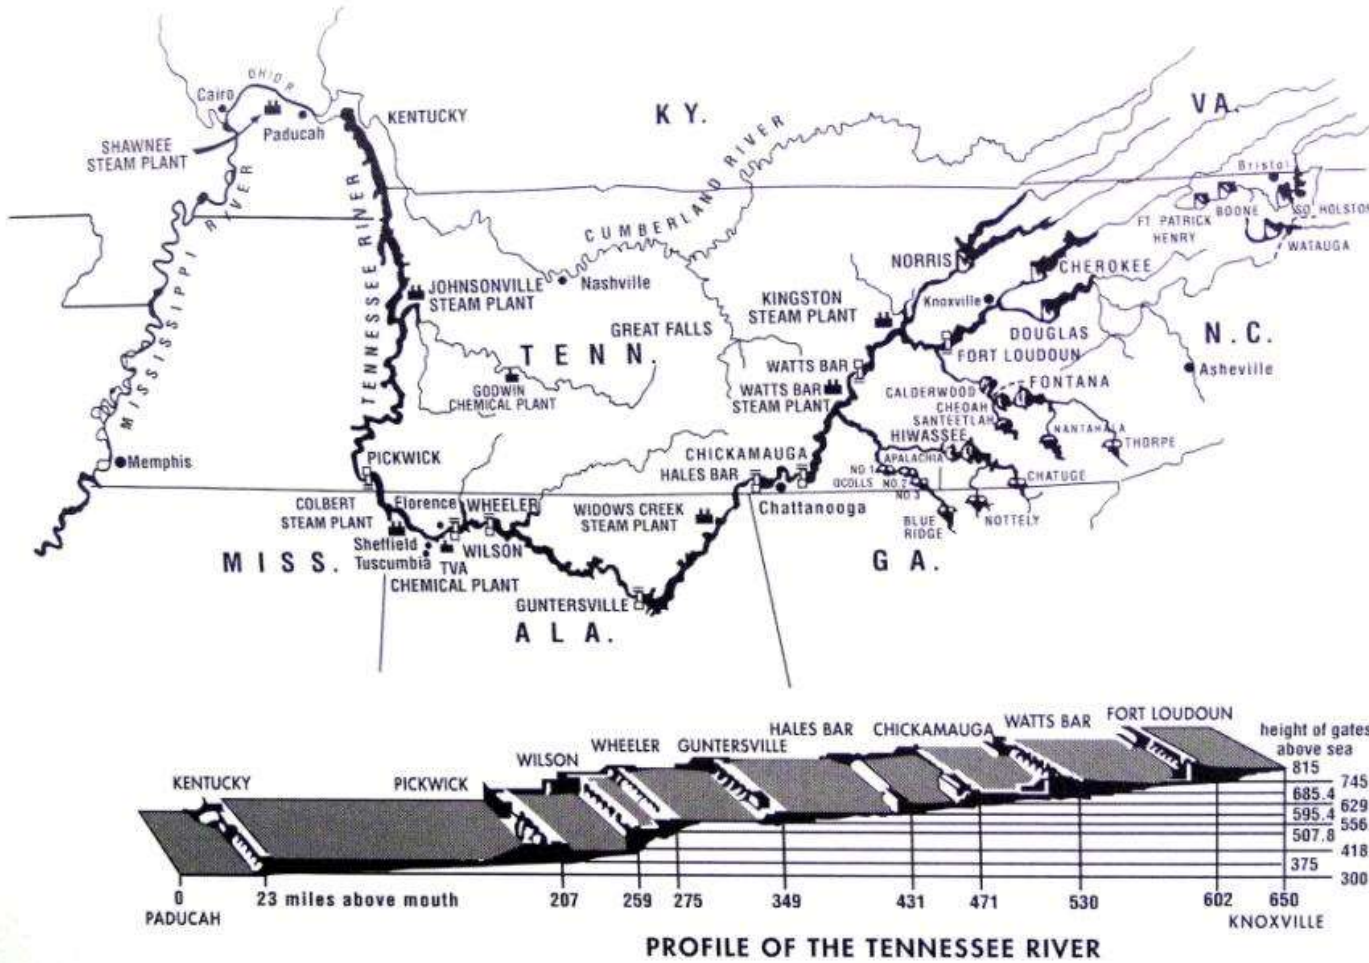 OHIO R
Cairo
Paducah
SHAWNEE
STEAM PLANT
KENTUCKY
KY.
VA.
MISSISSIPPI RIVER
TENNESSEE RIVER
CUMBERLAND RIVER
Bristol
FT. PATRICK
HENRY
BOONE
SO. HOLSTON
WATAUGA
NORRIS
CHEROKEE
JOHNSONVILLE
STEAM PLANT
Nashville
KINGSTON
STEAM PLANT
Knoxville
DOUGLAS
FORT LOUDOUN
N.C.
GREAT FALLS
TENN.
WATTS BAR
WATTS BAR
STEAM PLANT
Asheville
GODWIN
CHEMICAL PLANT
CALDERWOOD
FONTANA
CHEOAH
SANTEETLAH
NANTAHALA
THORPE
HIWASSEE
APALACHIA
CHATUGE
Memphis
PICKWICK
CHICKAMAUGA
HALES BAR
NO. 1
OCOLLS
NO. 2
NO. 3
Chattanooga
COLBERT
STEAM PLANT
Florence
WHEELER
WIDOWS CREEK
STEAM PLANT
BLUE
RIDGE
NOTTELY
Sheffield
Tuscumbia
WILSON
TVA
CHEMICAL PLANT
MISS.
GA.
GUNTERSVILLE
ALA.
KENTUCKY
PICKWICK
WILSON
WHEELER
GUNTERSVILLE
HALES BAR
CHICKAMAUGA
WATTS BAR
FORT LOUDOUN
height of gates
above sea
815
745
685.4
629
595.4
556
507.8
418
375
300
0
23 miles above mouth
207
259
275
349
431
471
530
602
650
PADUCAH
KNOXVILLE
PROFILE OF THE TENNESSEE RIVER